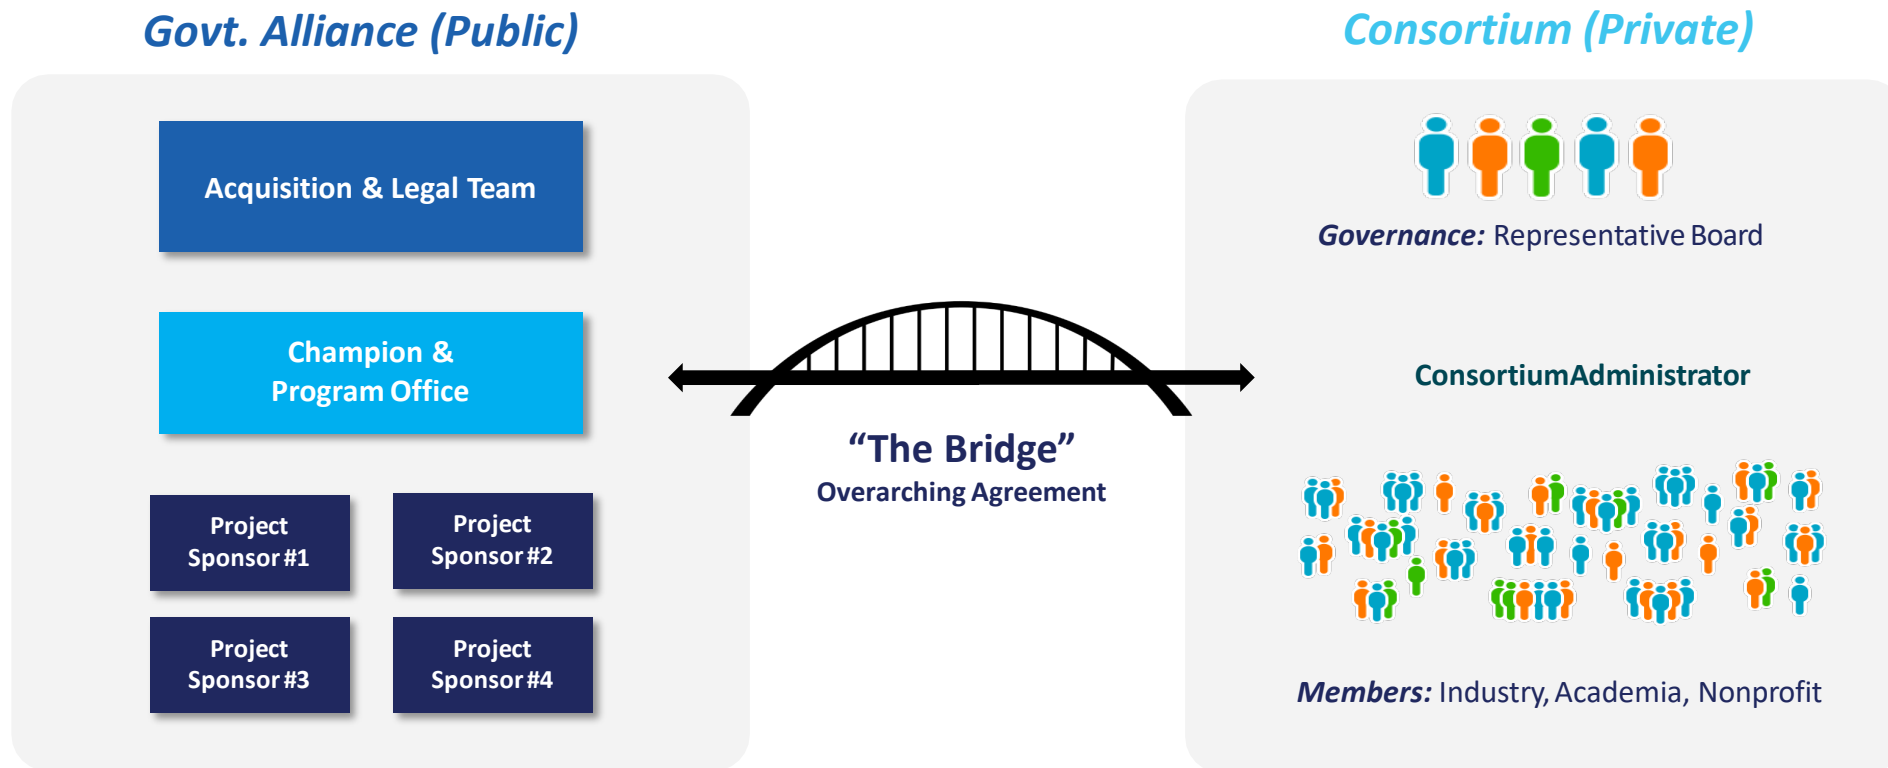 Govt. Alliance (Public)
Acquisition & Legal Team
Champion &
Program Office
Project
Sponsor #1
Project
Sponsor #2
Project
Sponsor #3
Project
Sponsor #4
“The Bridge”
Overarching Agreement
Consortium (Private)
Governance: Representative Board
ConsortiumAdministrator
Members: Industry, Academia, Nonprofit